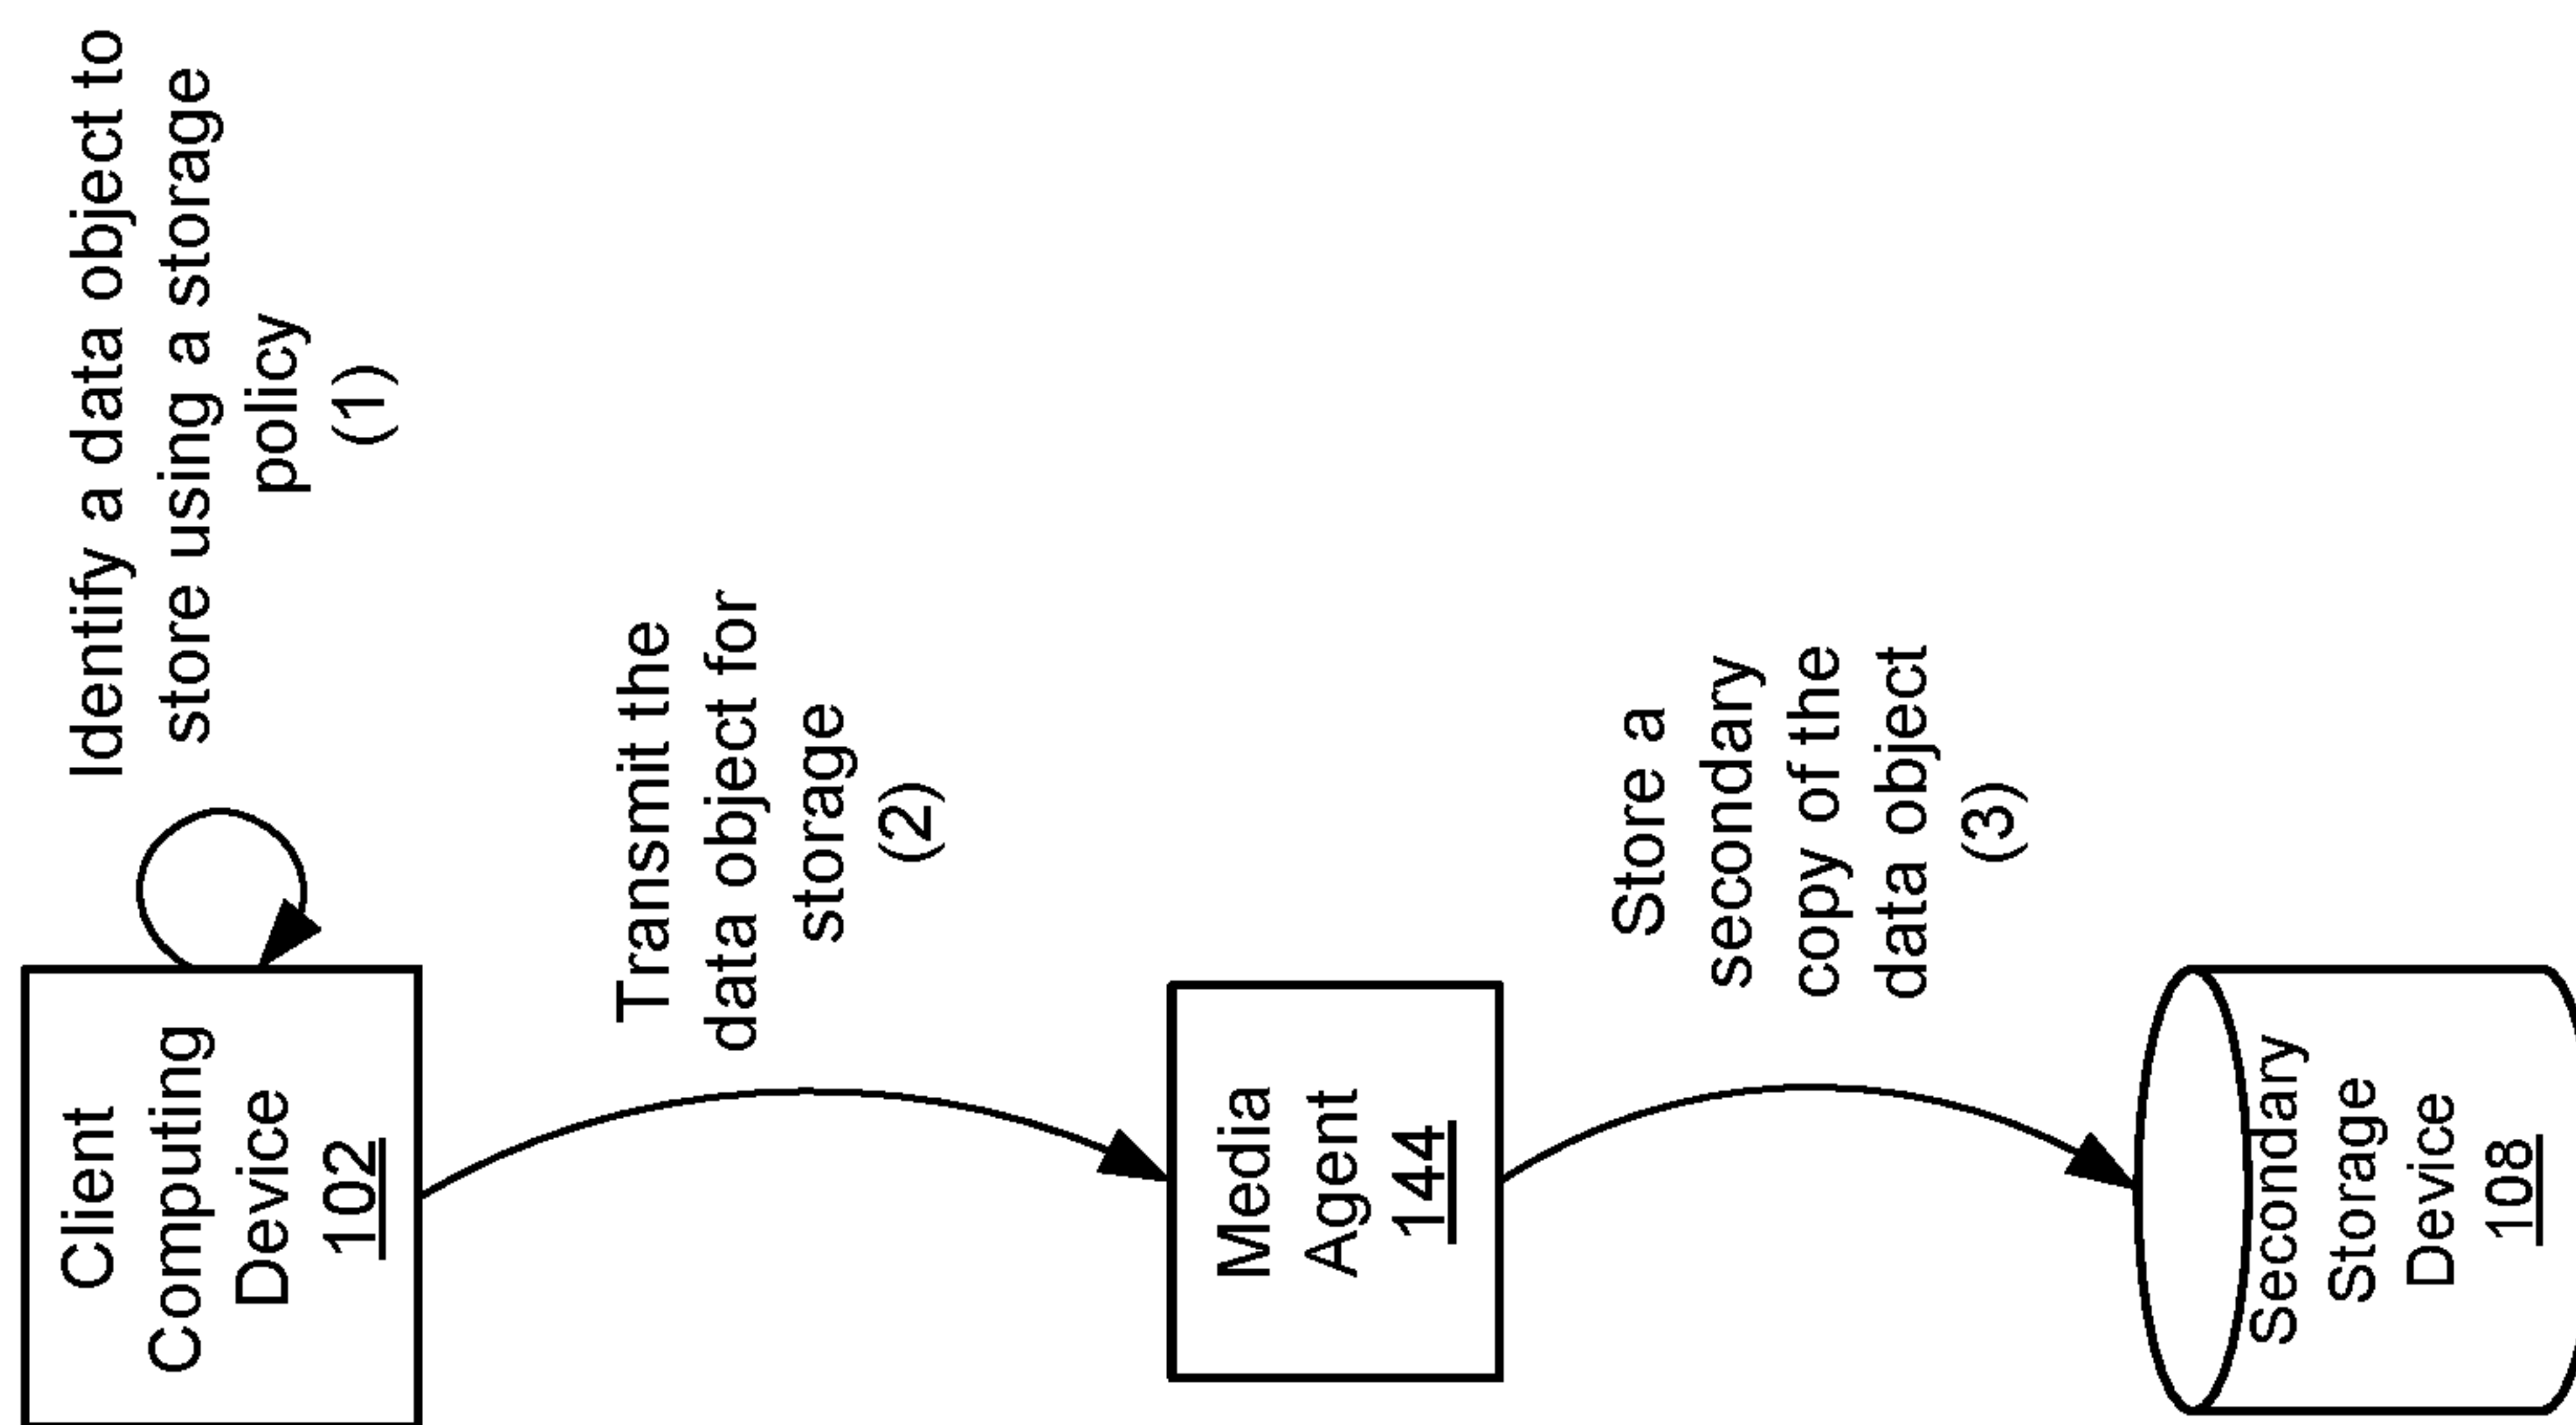 Client
Computing
Device
102
Identify a data object to
store using a storage
policy
(1)
Transmit the
data object for
storage
(2)
Media
Agent
144
Store a
secondary
copy of the
data object
(3)
Secondary
Storage
Device
108